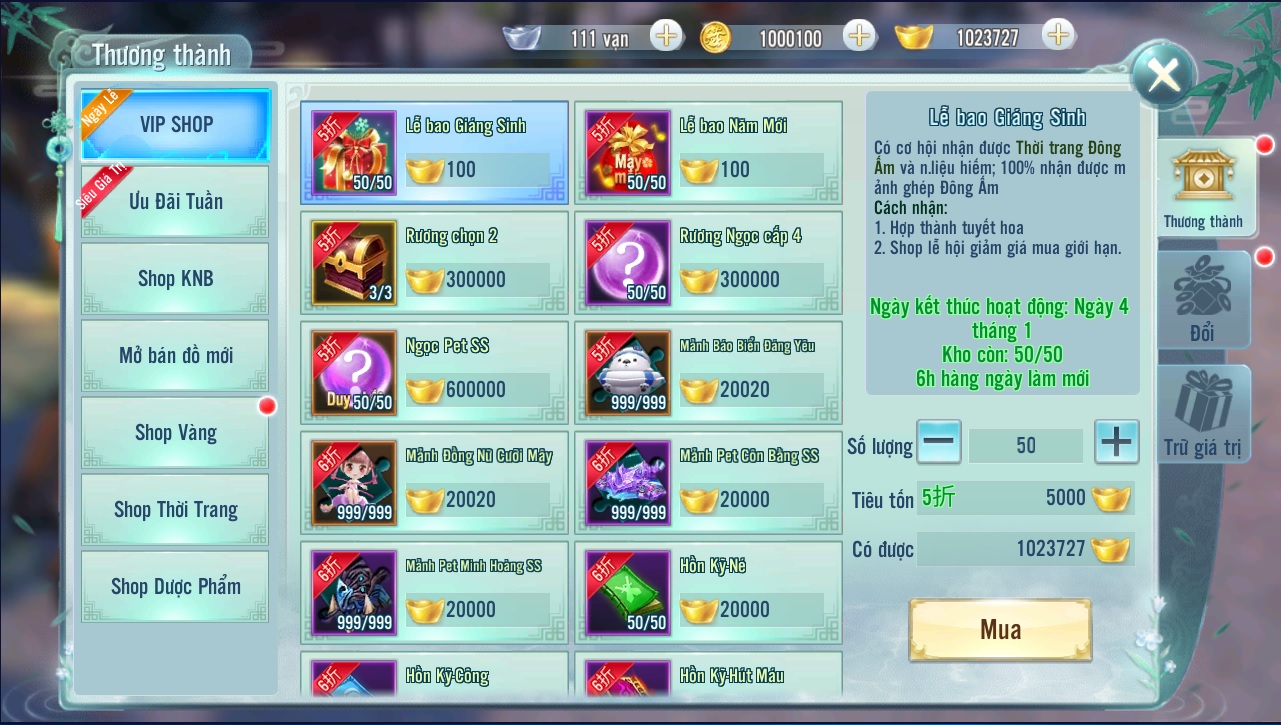 Thương thành
111 vạn
1000100
1023727
Ngày Lễ
VIP SHOP
Siêu Giá Trị
Ưu Đãi Tuần
Shop KNB
Mở bán đồ mới
Shop Vàng
Shop Thời Trang
Shop Dược Phẩm
5折
50/50
Lễ bao Giáng Sinh
100
5折
May
50/50
Lễ bao Năm Mới
100
5折
3/3
Rương chọn 2
300000
5折
50/50
Rương Ngọc cấp 4
300000
5折
50/50
Ngọc Pet SS
600000
5折
999/999
Mảnh Báo Biển Đáng Yêu
20020
6折
999/999
Mảnh Đồng Nữ Cưỡi Mây
20020
6折
999/999
Mảnh Pet Côn Bằng SS
20000
6折
999/999
Mảnh Pet Minh Hoàng SS
20000
6折
50/50
Hồn Kỹ-Né
20000
6折
Hồn Kỹ-Công
6折
Hồn Kỹ-Hút Máu
Lễ bao Giáng Sinh
Có cơ hội nhận được Thời trang Đông
Ấm và n.liệu hiếm; 100% nhận được m
ảnh ghép Đông Ấm
Cách nhận:
1. Hợp thành tuyết hoa
2. Shop lễ hội giảm giá mua giới hạn.
Ngày kết thúc hoạt động: Ngày 4
tháng 1
Kho còn: 50/50
6h hàng ngày làm mới
Số lượng
50
Tiêu tốn 5折 5000
Có được 1023727
Mua
Thương thành
Đổi
Trữ giá trị